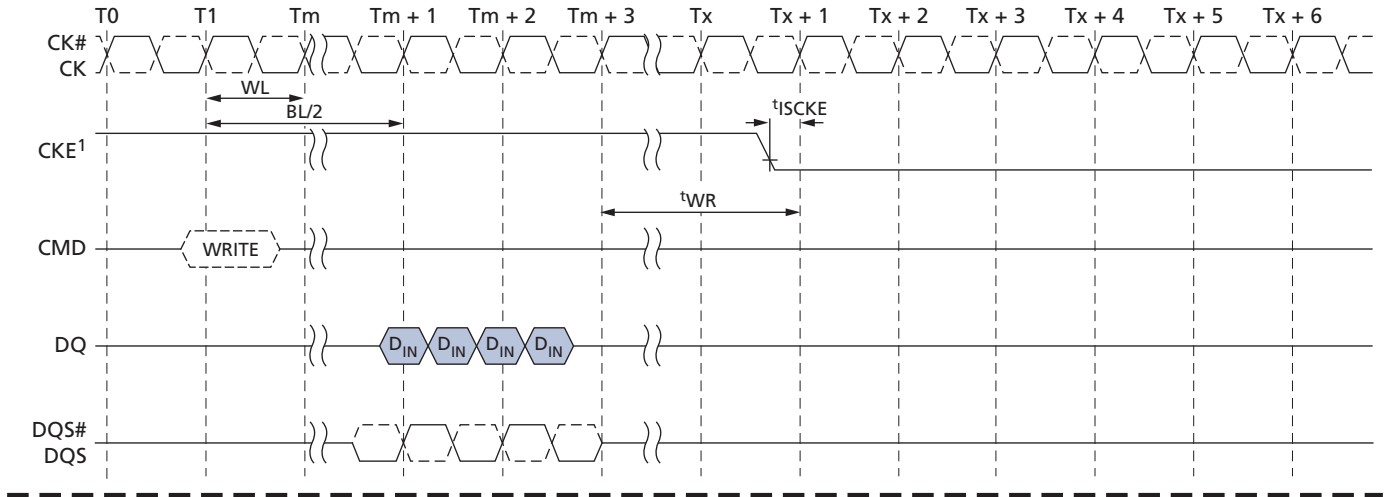 T0 T1 Tm Tm + 1 Tm + 2 Tm + 3 Tx Tx + 1 Tx + 2 Tx + 3 Tx + 4 Tx + 5 Tx + 6
CK#
CK
WL
BL/2
tISCKE
CKE1
tWR
CMD WRITE
DQ DIN DIN DIN DIN
DQS#
DQS